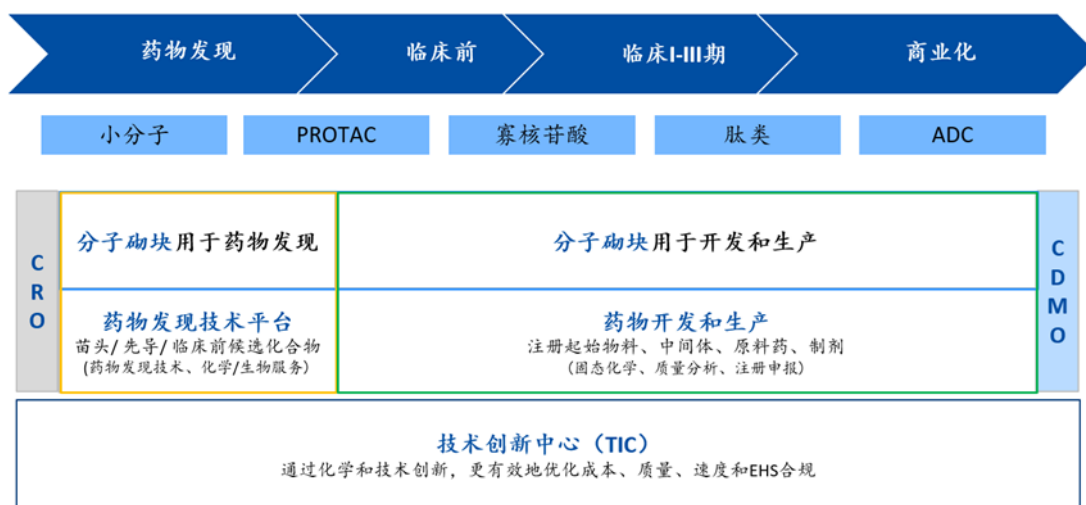 药物发现 临床前 临床I-III期 商业化
小分子 PROTAC 寡核苷酸 肽类 ADC
CRO
分子砌块用于药物发现
分子砌块用于开发和生产
药物发现技术平台
苗头/ 先导/ 临床前候选化合物
(药物发现技术、化学/生物服务)
药物开发和生产
注册起始物料、中间体、原料药、制剂
(固态化学、质量分析、注册申报)
CDMO
技术创新中心（TIC）
通过化学和技术创新，更有效地优化成本、质量、速度和EHS合规